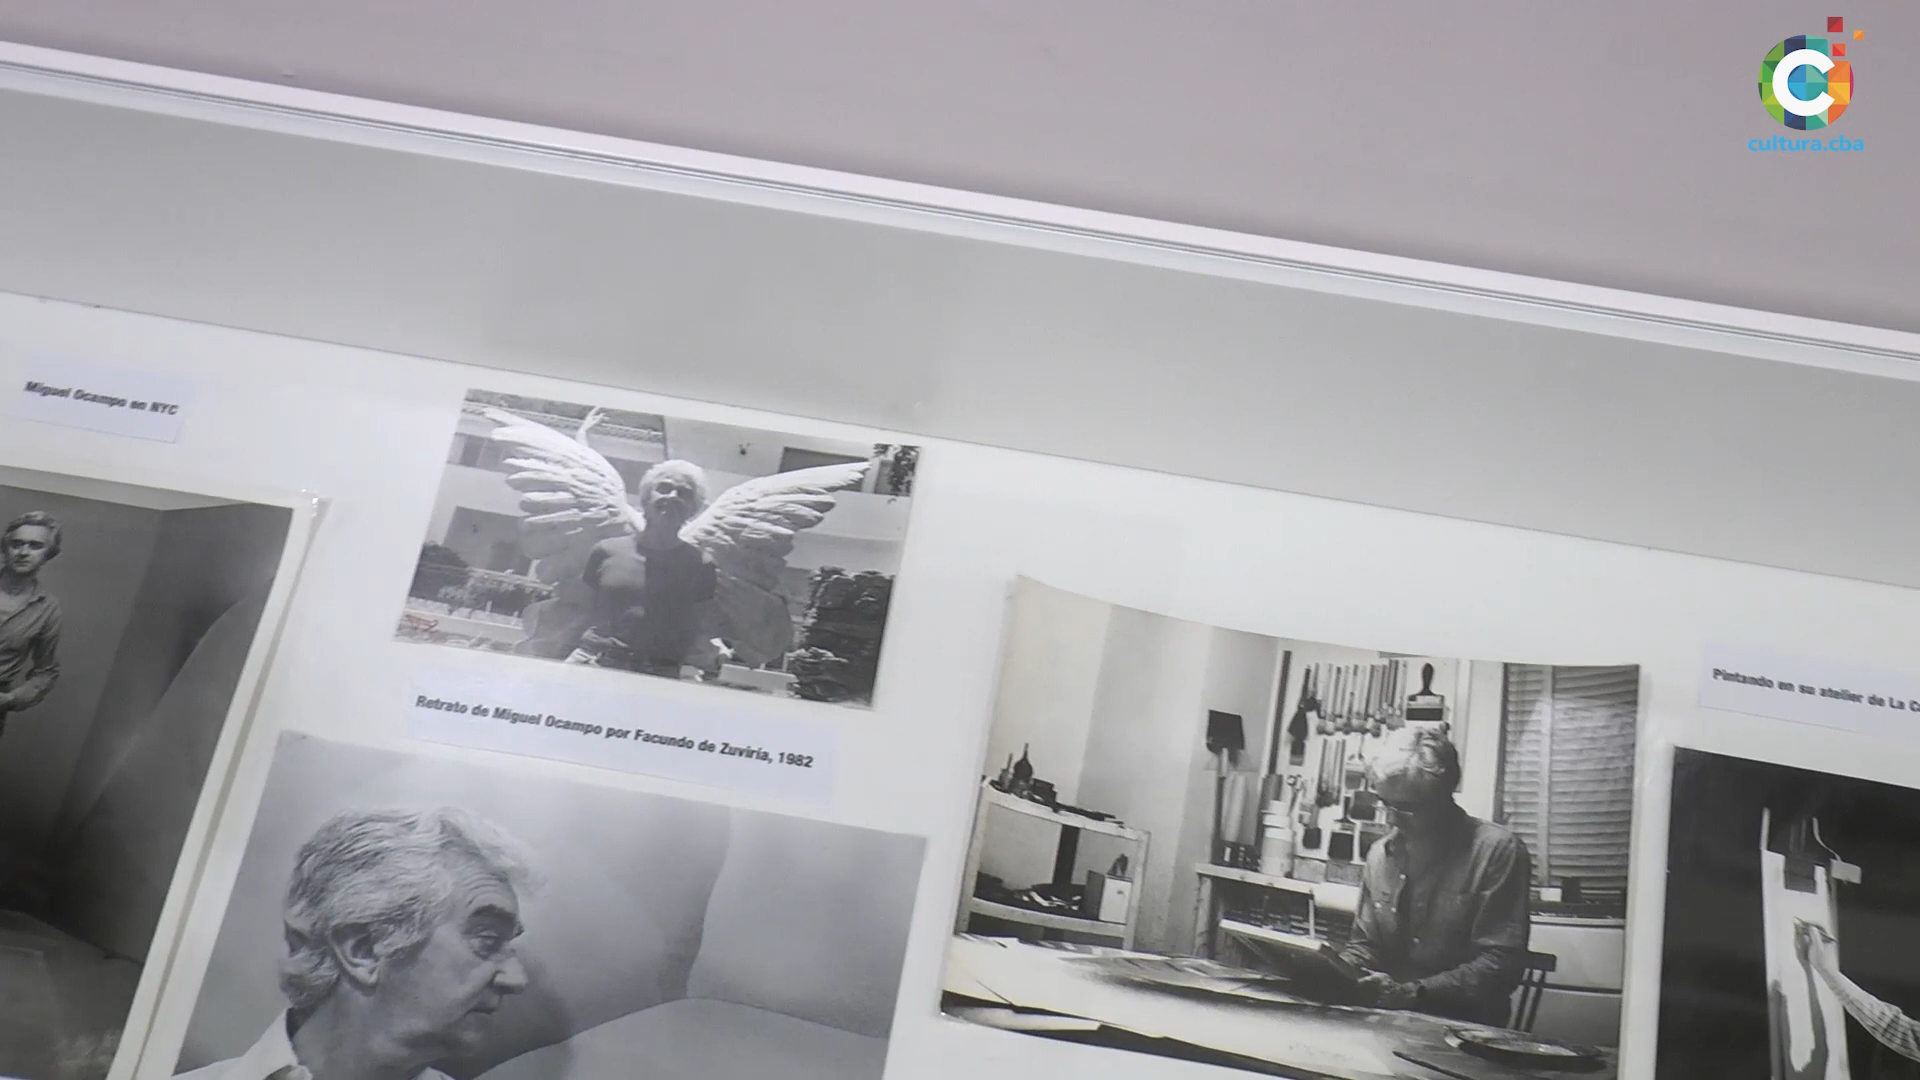 C
cultura.cba
Miguel Ocampo en NYC
Retrato de Miguel Ocampo por Facundo de Zuviría, 1982
Pintando en su atelier de La